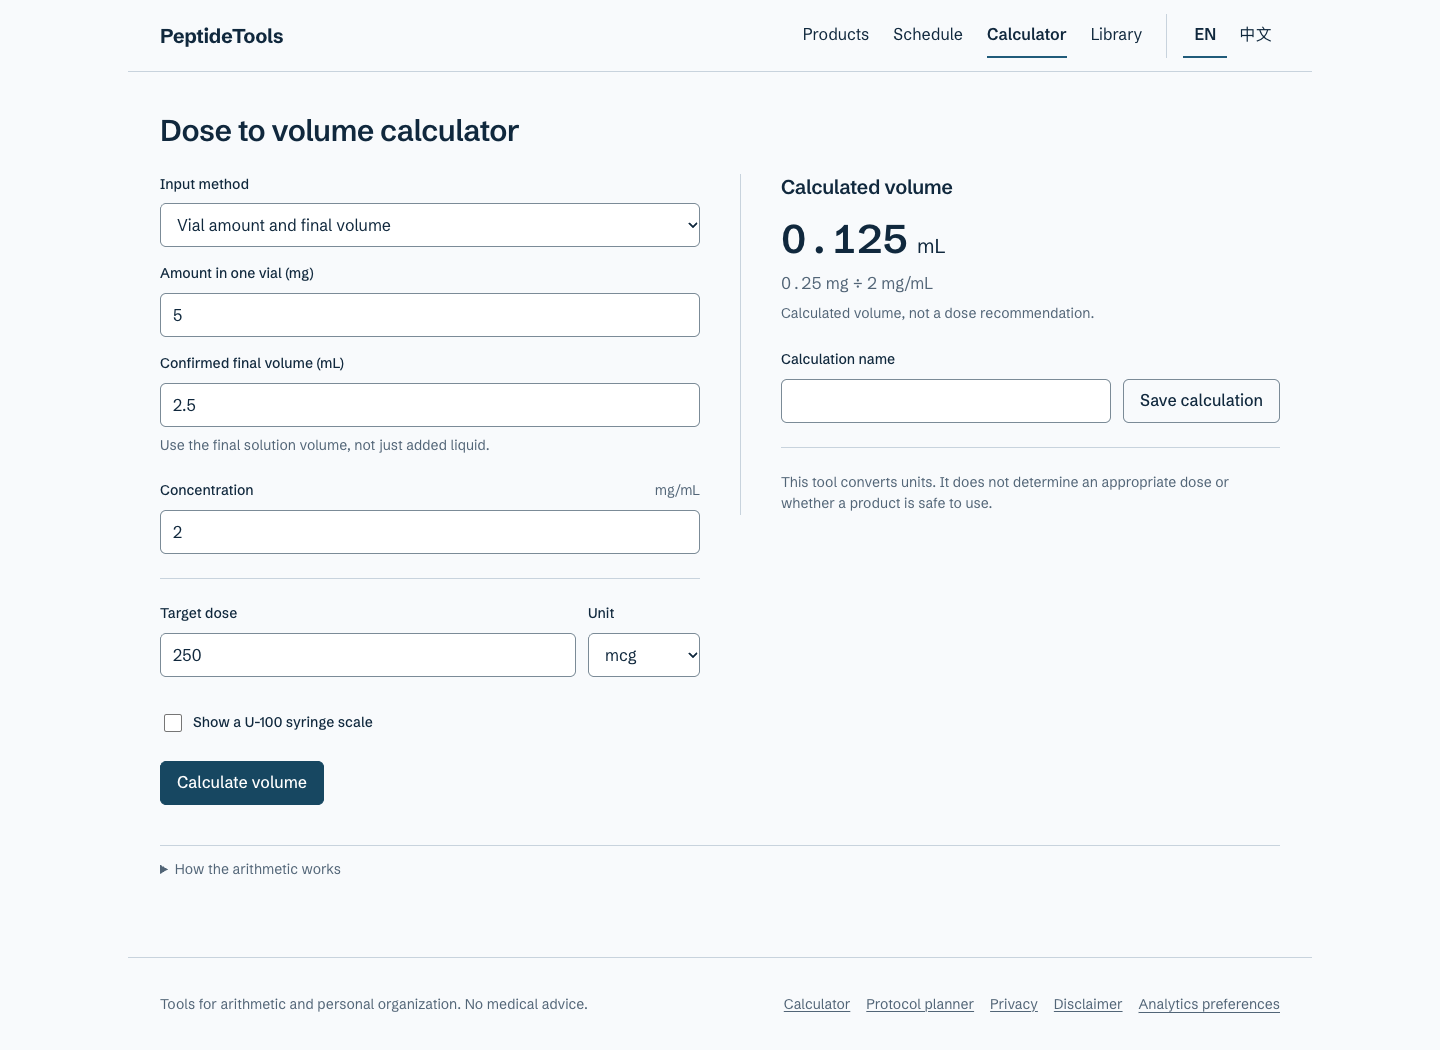 PeptideTools
Products
Schedule
Calculator
Library
EN
中文
Dose to volume calculator
Input method
Vial amount and final volume
Amount in one vial (mg)
5
Confirmed final volume (mL)
2.5
Use the final solution volume, not just added liquid.
Concentration
mg/mL
2
Target dose
Unit
250
mcg
Show a U-100 syringe scale
Calculate volume
Calculated volume
0.125 mL
0.25 mg ÷ 2 mg/mL
Calculated volume, not a dose recommendation.
Calculation name
Save calculation
This tool converts units. It does not determine an appropriate dose or
whether a product is safe to use.
How the arithmetic works
Tools for arithmetic and personal organization. No medical advice.
Calculator
Protocol planner
Privacy
Disclaimer
Analytics preferences